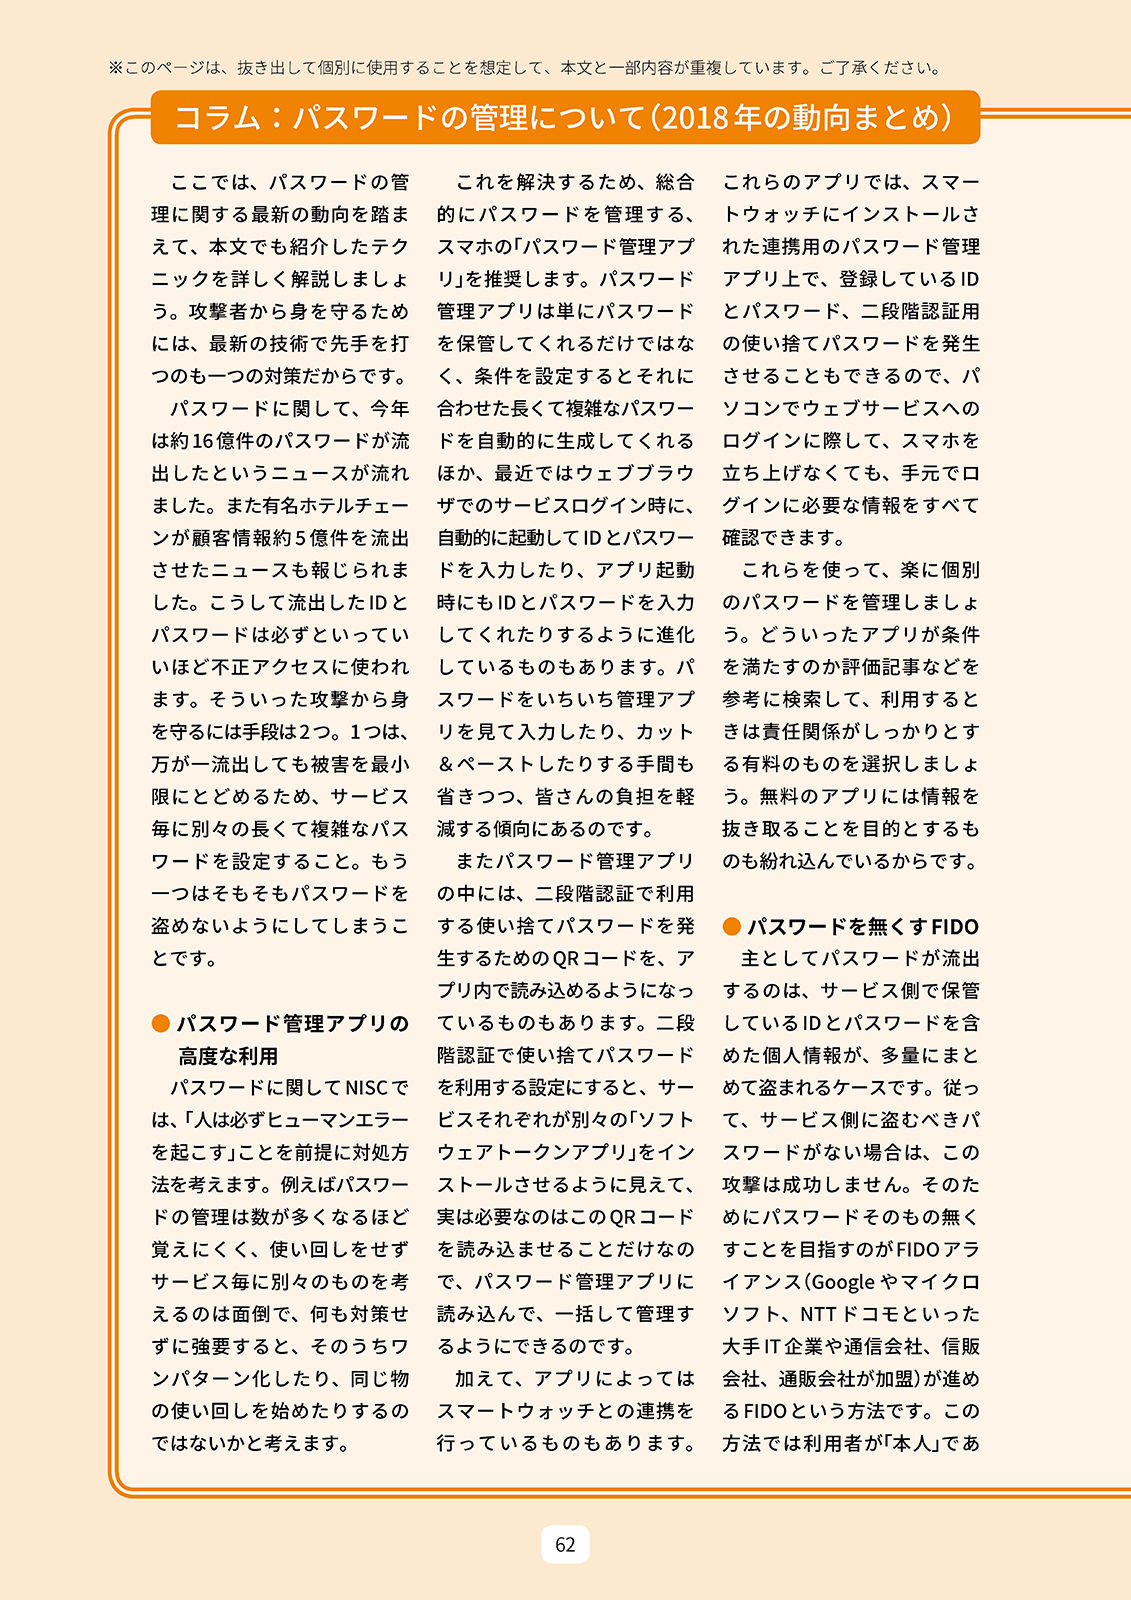 ※このページは、抜き出して個別に使用することを想定して、本文と一部内容が重複しています。ご了承ください。
コラム：パスワードの管理について（2018年の動向まとめ）
ここでは、パスワードの管
理に関する最新の動向を踏ま
えて、本文でも紹介したテク
ニックを詳しく解説しましょ
う。攻撃者から身を守るため
には、最新の技術で先手を打
つのも一つの対策だからです。
パスワードに関して、今年
は約16億件のパスワードが流
出したというニュースが流れ
ました。また有名ホテルチェー
ンが顧客情報約5億件を流出
させたニュースも報じられま
した。こうして流出したIDと
パスワードは必ずといってい
いほど不正アクセスに使われ
ます。そういった攻撃から身
を守るには手段は2つ。1つは、
万が一流出しても被害を最小
限にとどめるため、サービス
毎に別々の長くて複雑なパス
ワードを設定すること。もう
一つはそもそもパスワードを
盗めないようにしてしまうこ
とです。
● パスワード管理アプリの
高度な利用
パスワードに関してNISCで
は、「人は必ずヒューマンエラー
を起こす」ことを前提に対処方
法を考えます。例えばパスワー
ドの管理は数が多くなるほど
覚えにくく、使い回しをせず
サービス毎に別々のものを考
えるのは面倒で、何も対策せ
ずに強要すると、そのうちワ
ンパターン化したり、同じ物
の使い回しを始めたりするの
ではないかと考えます。
これを解決するため、総合
的にパスワードを管理する、
スマホの「パスワード管理アプ
リ」を推奨します。パスワード
管理アプリは単にパスワード
を保管してくれるだけではな
く、条件を設定するとそれに
合わせた長くて複雑なパスワー
ドを自動的に生成してくれる
ほか、最近ではウェブブラウ
ザでのサービスログイン時に、
自動的に起動してIDとパスワー
ドを入力したり、アプリ起動
時にもIDとパスワードを入力
してくれたりするように進化
しているものもあります。パ
スワードをいちいち管理アプ
リを見て入力したり、カット
＆ペーストしたりする手間も
省きつつ、皆さんの負担を軽
減する傾向にあるのです。
またパスワード管理アプリ
の中には、二段階認証で利用
する使い捨てパスワードを発
生するためのQRコードを、ア
プリ内で読み込めるようになっ
ているものもあります。二段
階認証で使い捨てパスワード
を利用する設定にすると、サー
ビスそれぞれが別々の「ソフト
ウェアトークンアプリ」をイン
ストールさせるように見えて、
実は必要なのはこのQRコード
を読み込ませることだけなの
で、パスワード管理アプリに
読み込んで、一括して管理す
るようにできるのです。
加えて、アプリによっては
スマートウォッチとの連携を
行っているものもあります。
これらのアプリでは、スマー
トウォッチにインストールさ
れた連携用のパスワード管理
アプリ上で、登録しているID
とパスワード、二段階認証用
の使い捨てパスワードを発生
させることもできるので、パ
ソコンでウェブサービスへの
ログインに際して、スマホを
立ち上げなくても、手元でロ
グインに必要な情報をすべて
確認できます。
これらを使って、楽に個別
のパスワードを管理しましょ
う。どういったアプリが条件
を満たすのか評価記事などを
参考に検索して、利用すると
きは責任関係がしっかりとす
る有料のものを選択しましょ
う。無料のアプリには情報を
抜き取ることを目的とするも
のも紛れ込んでいるからです。
● パスワードを無くすFIDO
主としてパスワードが流出
するのは、サービス側で保管
しているIDとパスワードを含
めた個人情報が、多量にまと
めて盗まれるケースです。従っ
て、サービス側に盗むべきパ
スワードがない場合は、この
攻撃は成功しません。そのた
めにパスワードそのもの無く
すことを目指すのがFIDOアラ
イアンス（Googleやマイクロ
ソフト、NTTドコモといった
大手IT企業や通信会社、信販
会社、通販会社が加盟）が進め
るFIDOという方法です。この
方法では利用者が「本人」であ
62